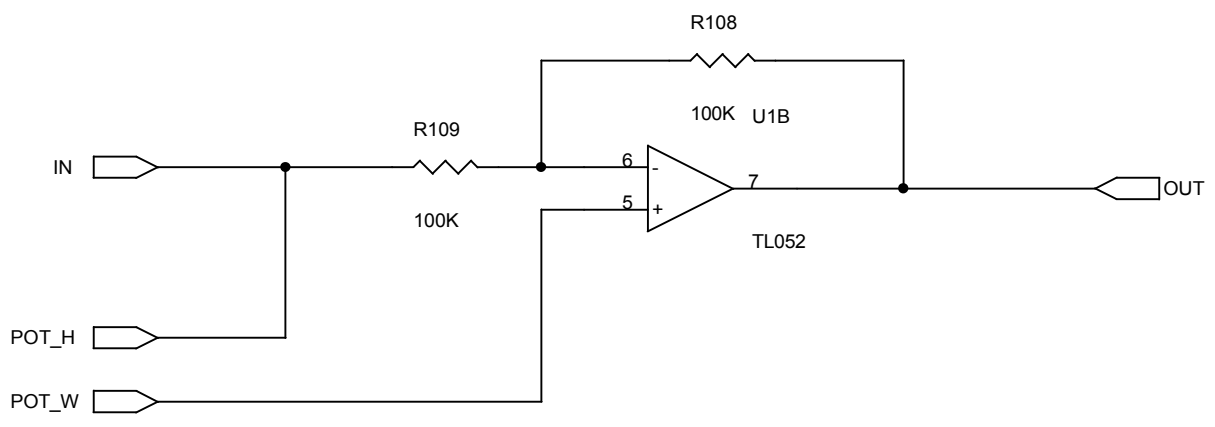 R108
100K U1B
R109
IN
6
-
7
OUT
5
+
100K
TL052
POT_H
POT_W